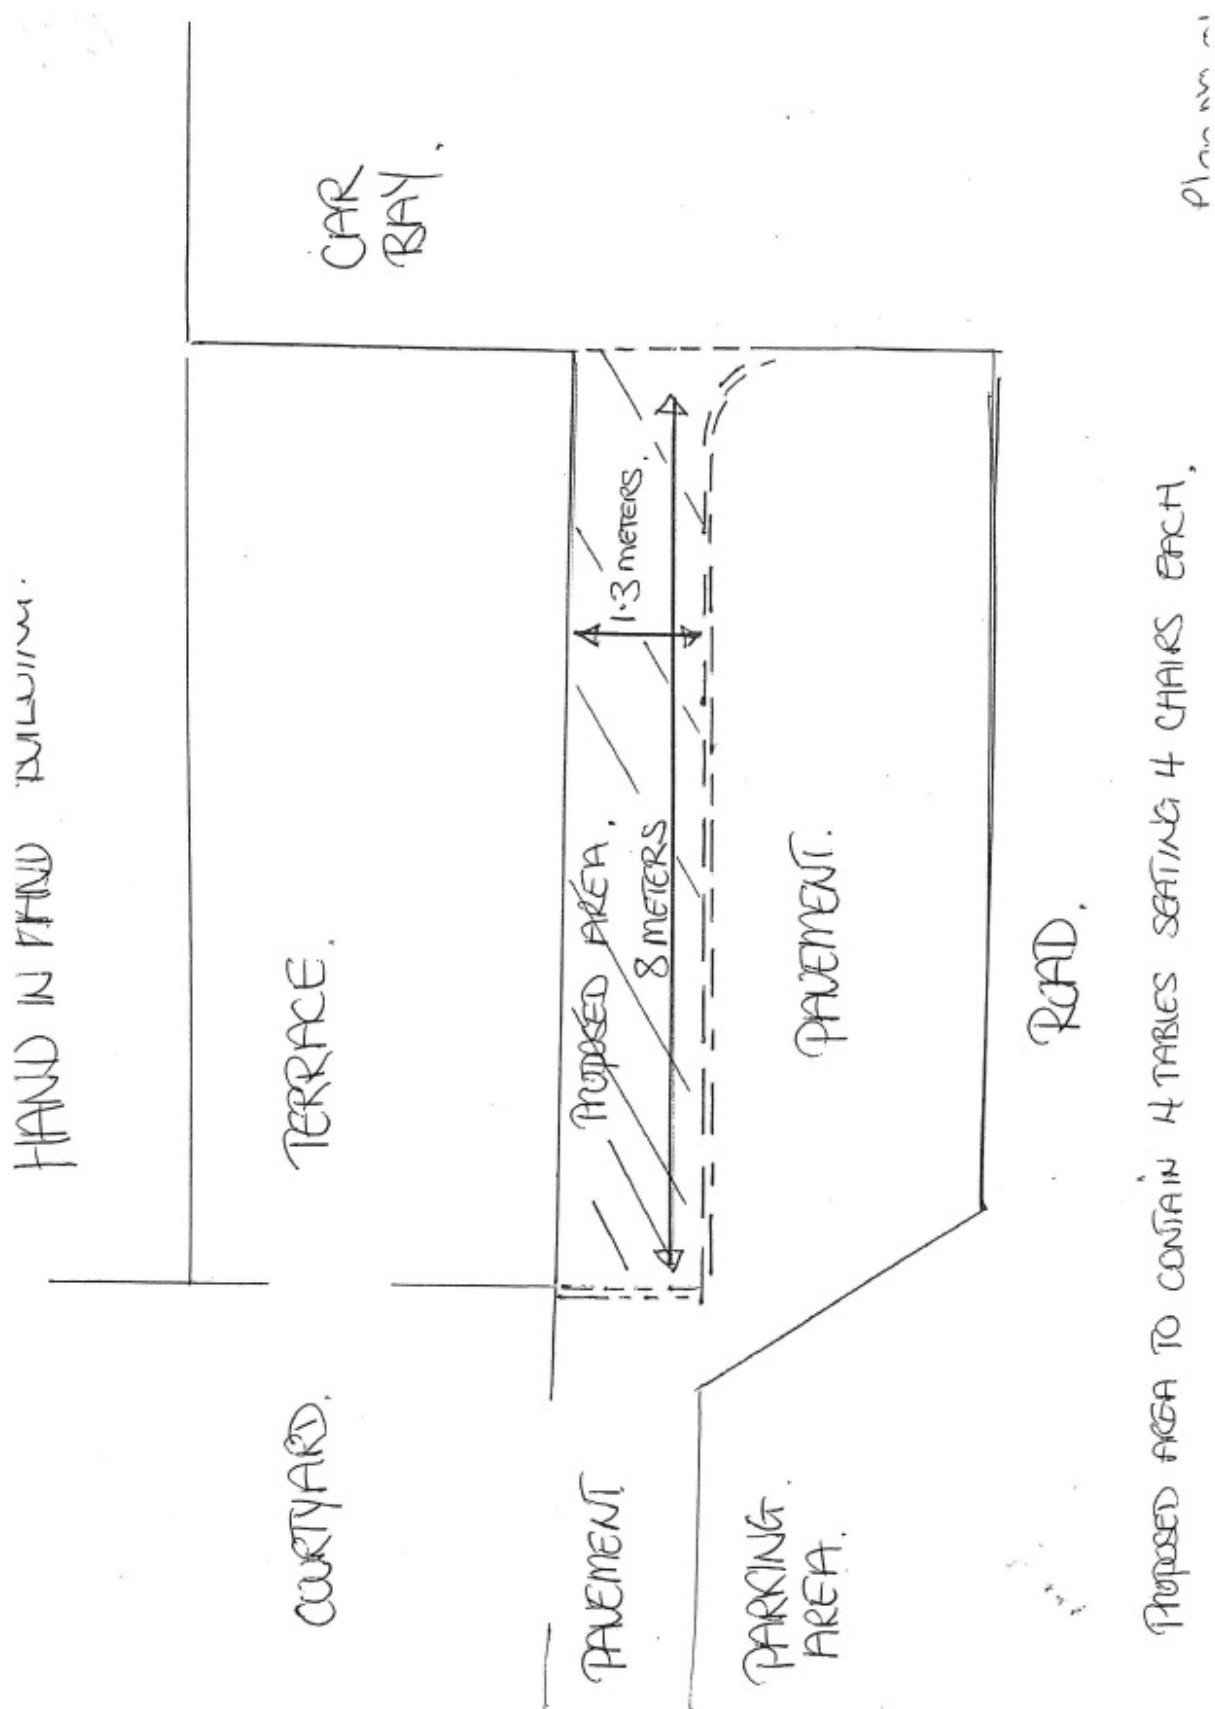 HAND IN HAND
TERRACE.
CAR
BAY.
COURTYARD.
PROPOSED AREA.
1.3 METERS.
8 METERS
PAVEMENT
PAVEMENT.
PARKING
AREA.
ROAD.
PROPOSED AREA TO CONTAIN 4 TABLES SEATING 4 CHAIRS EACH.